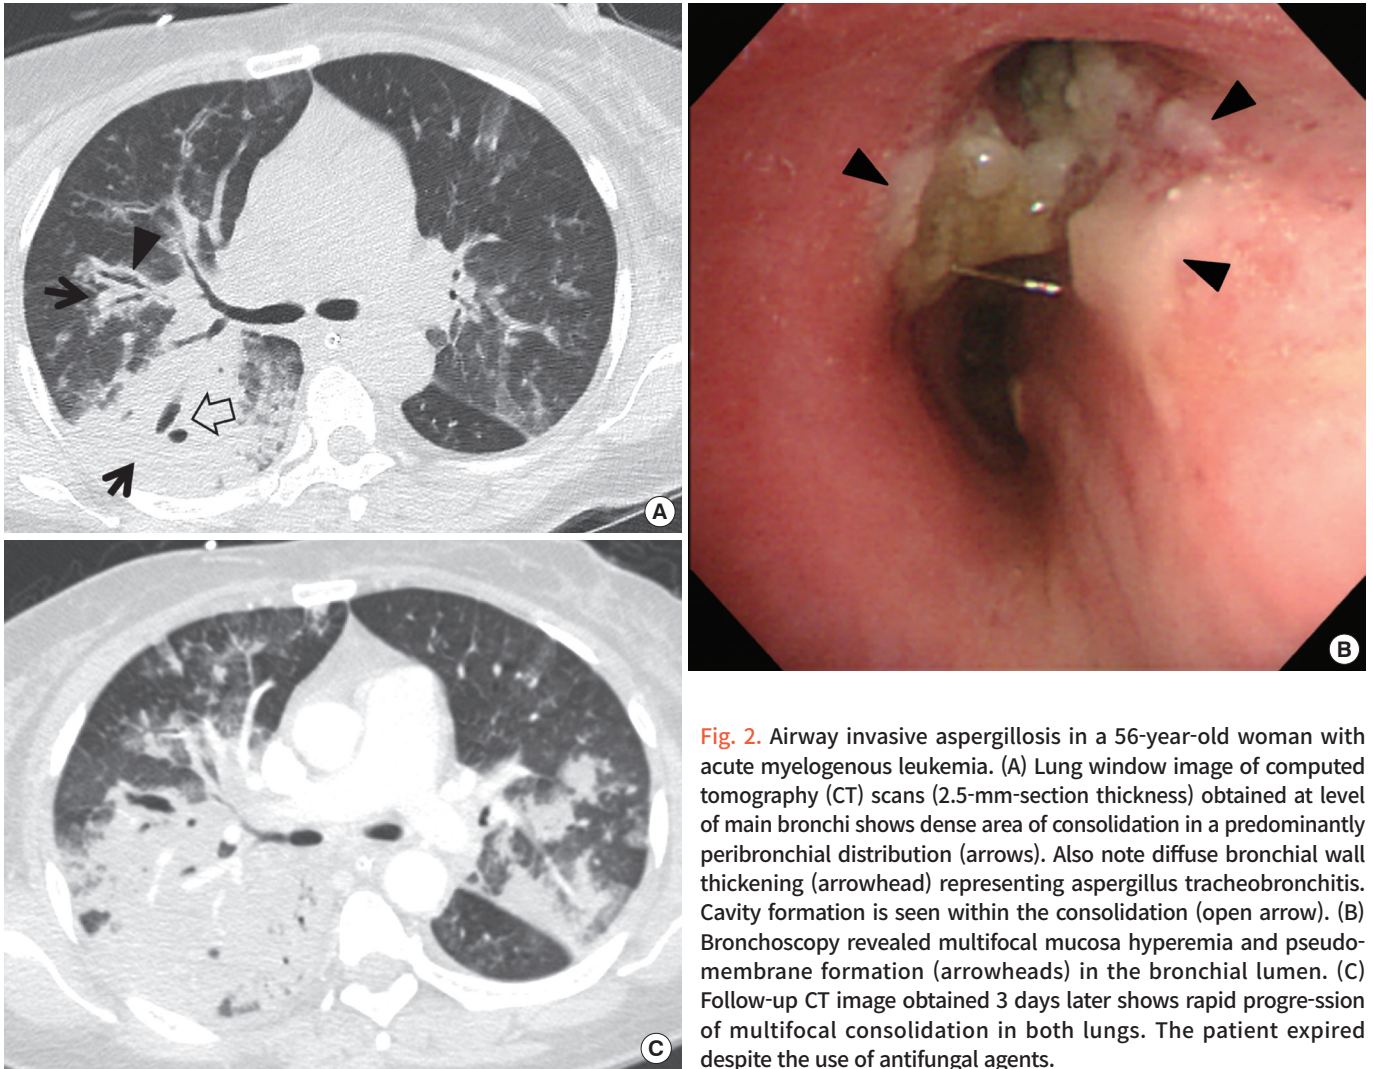 A
B
C
Fig. 2. Airway invasive aspergillosis in a 56-year-old woman with
acute myelogenous leukemia. (A) Lung window image of computed
tomography (CT) scans (2.5-mm-section thickness) obtained at level
of main bronchi shows dense area of consolidation in a predominantly
peribronchial distribution (arrows). Also note diffuse bronchial wall
thickening (arrowhead) representing aspergillus tracheobronchitis.
Cavity formation is seen within the consolidation (open arrow). (B)
Bronchoscopy revealed multifocal mucosa hyperemia and pseudo-
membrane formation (arrowheads) in the bronchial lumen. (C)
Follow-up CT image obtained 3 days later shows rapid progre-ssion
of multifocal consolidation in both lungs. The patient expired
despite the use of antifungal agents.